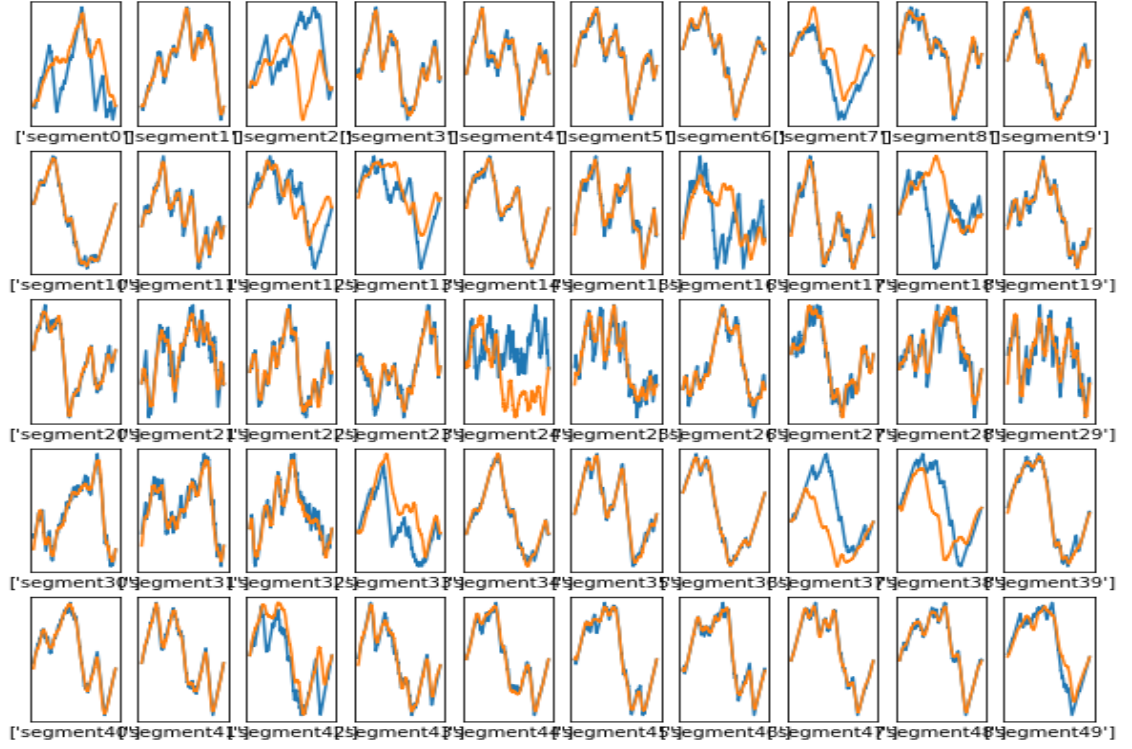 ['segment0'] ['segment1'] ['segment2'] ['segment3'] ['segment4'] ['segment5'] ['segment6'] ['segment7'] ['segment8'] ['segment9']
['segment10'] ['segment11'] ['segment12'] ['segment13'] ['segment14'] ['segment15'] ['segment16'] ['segment17'] ['segment18'] ['segment19']
['segment20'] ['segment21'] ['segment22'] ['segment23'] ['segment24'] ['segment25'] ['segment26'] ['segment27'] ['segment28'] ['segment29']
['segment30'] ['segment31'] ['segment32'] ['segment33'] ['segment34'] ['segment35'] ['segment36'] ['segment37'] ['segment38'] ['segment39']
['segment40'] ['segment41'] ['segment42'] ['segment43'] ['segment44'] ['segment45'] ['segment46'] ['segment47'] ['segment48'] ['segment49']